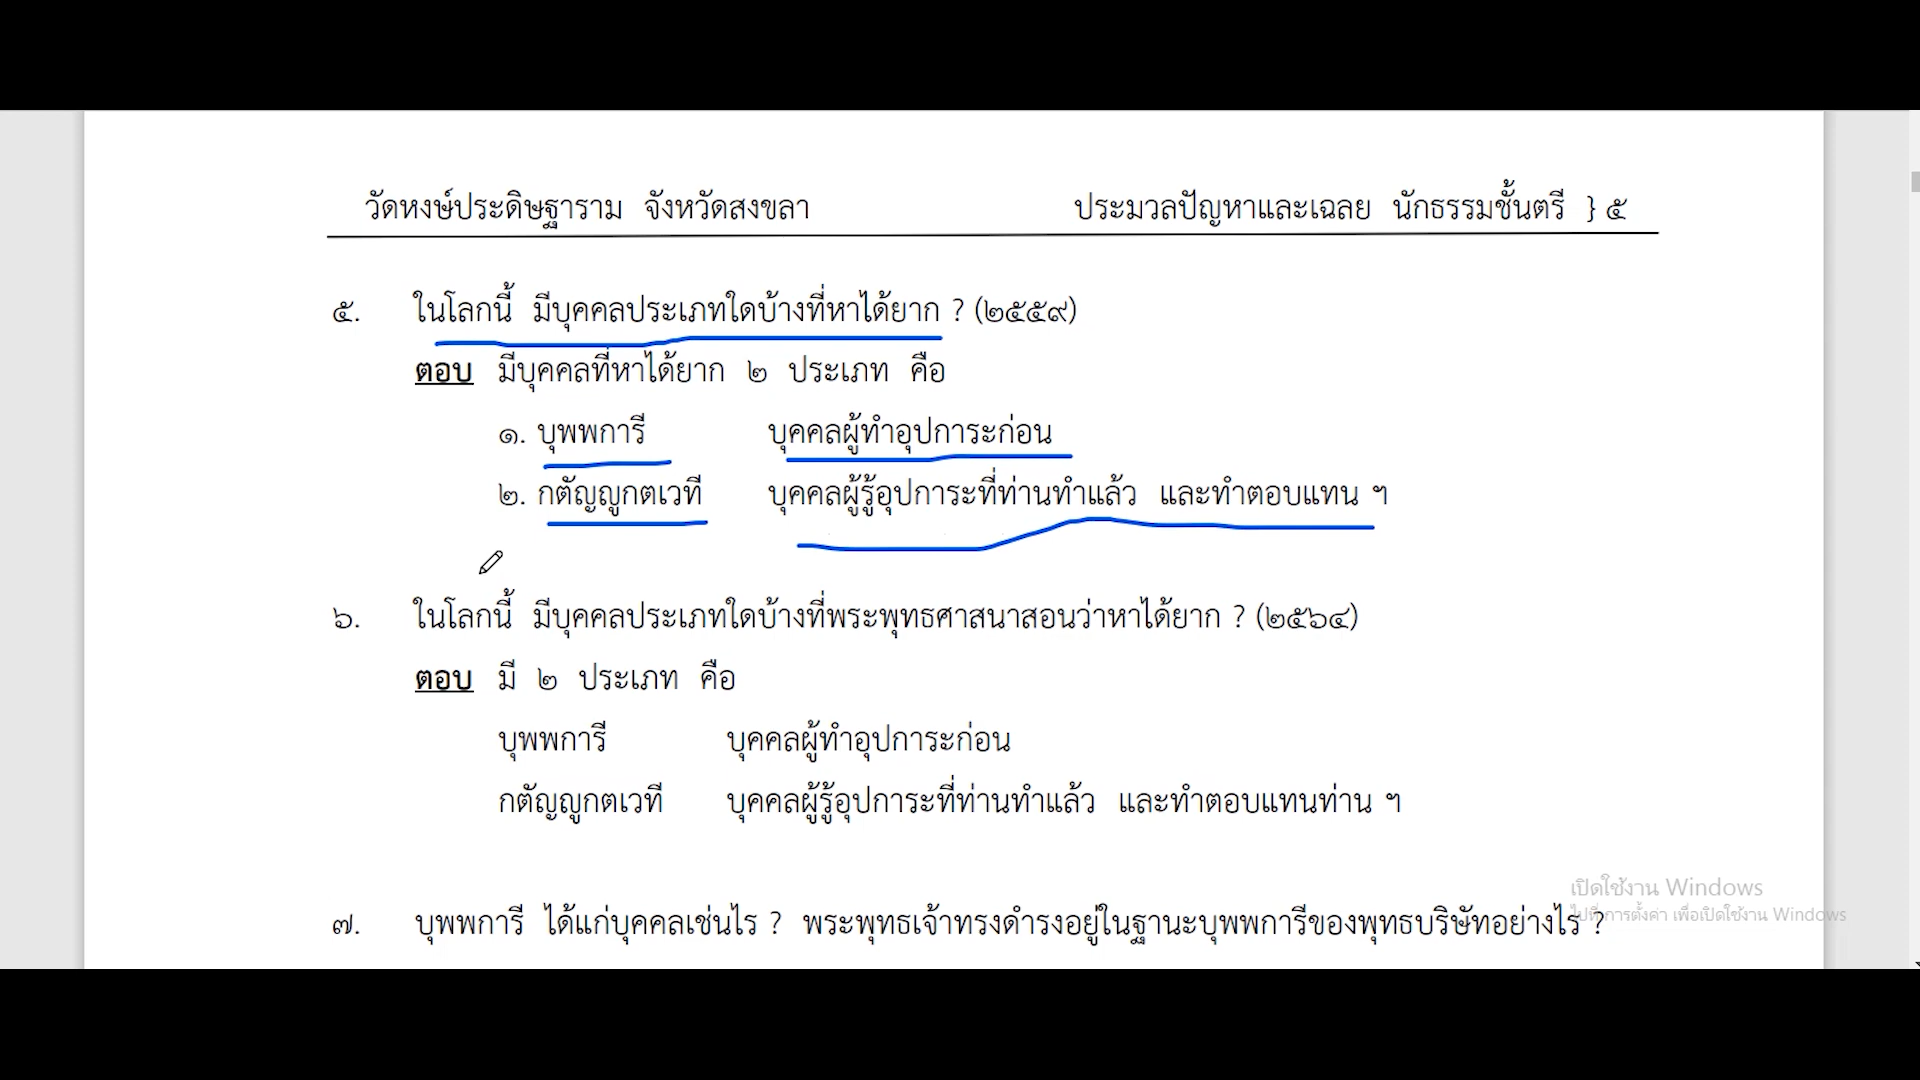 วัดหงษ์ประดิษฐาราม จังหวัดสงขลา ประมวลปัญหาและเฉลย นักธรรมชั้นตรี } ๕
๕. ในโลกนี้ มีบุคคลประเภทใดบ้างที่หาได้ยาก ? (๒๕๕๙)
ตอบ มีบุคคลที่หาได้ยาก ๒ ประเภท คือ
๑. บุพพการี บุคคลผู้ทำอุปการะก่อน
๒. กตัญญูกตเวที บุคคลผู้รู้อุปการะที่ท่านทำแล้ว และทำตอบแทน ฯ
๖. ในโลกนี้ มีบุคคลประเภทใดบ้างที่พระพุทธศาสนาสอนว่าหาได้ยาก ? (๒๕๖๔)
ตอบ มี ๒ ประเภท คือ
บุพพการี บุคคลผู้ทำอุปการะก่อน
กตัญญูกตเวที บุคคลผู้รู้อุปการะที่ท่านทำแล้ว และทำตอบแทนท่าน ฯ
เปิดใช้งาน Windows
ไปที่การตั้งค่า เพื่อเปิดใช้งาน Windows
๗. บุพพการี ได้แก่บุคคลเช่นไร ? พระพุทธเจ้าทรงดำรงอยู่ในฐานะบุพพการีของพุทธบริษัทอย่างไร ?